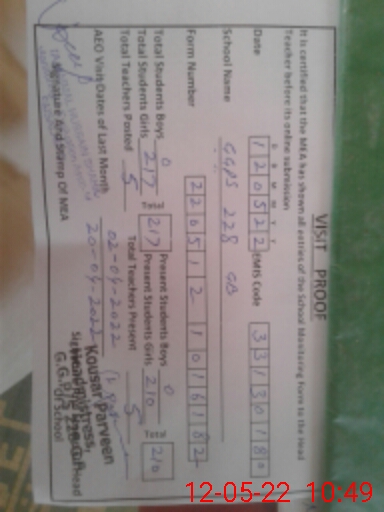 VISIT PROOF
It is certified that the MEA has shown all entries of the School Monitoring Form to the Head
Teacher before its online submission
D D M M Y Y
Date 1 2 0 5 2 2 EMIS Code 3 3 1 3 0 1 8 0
School Name GGPS 228 GB
Form Number 2 2 0 5 1 2 1 0 1 6 1 8 2
Total Students Boys 0 Total Present Students Boys 0 Total
Total Students Girls 217 217 Present Students Girls 210 210
Total Teachers Posted 5 Total Teachers Present 5
AEO Visit Dates of Last Month 02-04-2022
20-04-2022
Signature And Stamp Of MEA
Kousar Parveen
Headmistress,
of School
12-05-22 10:49